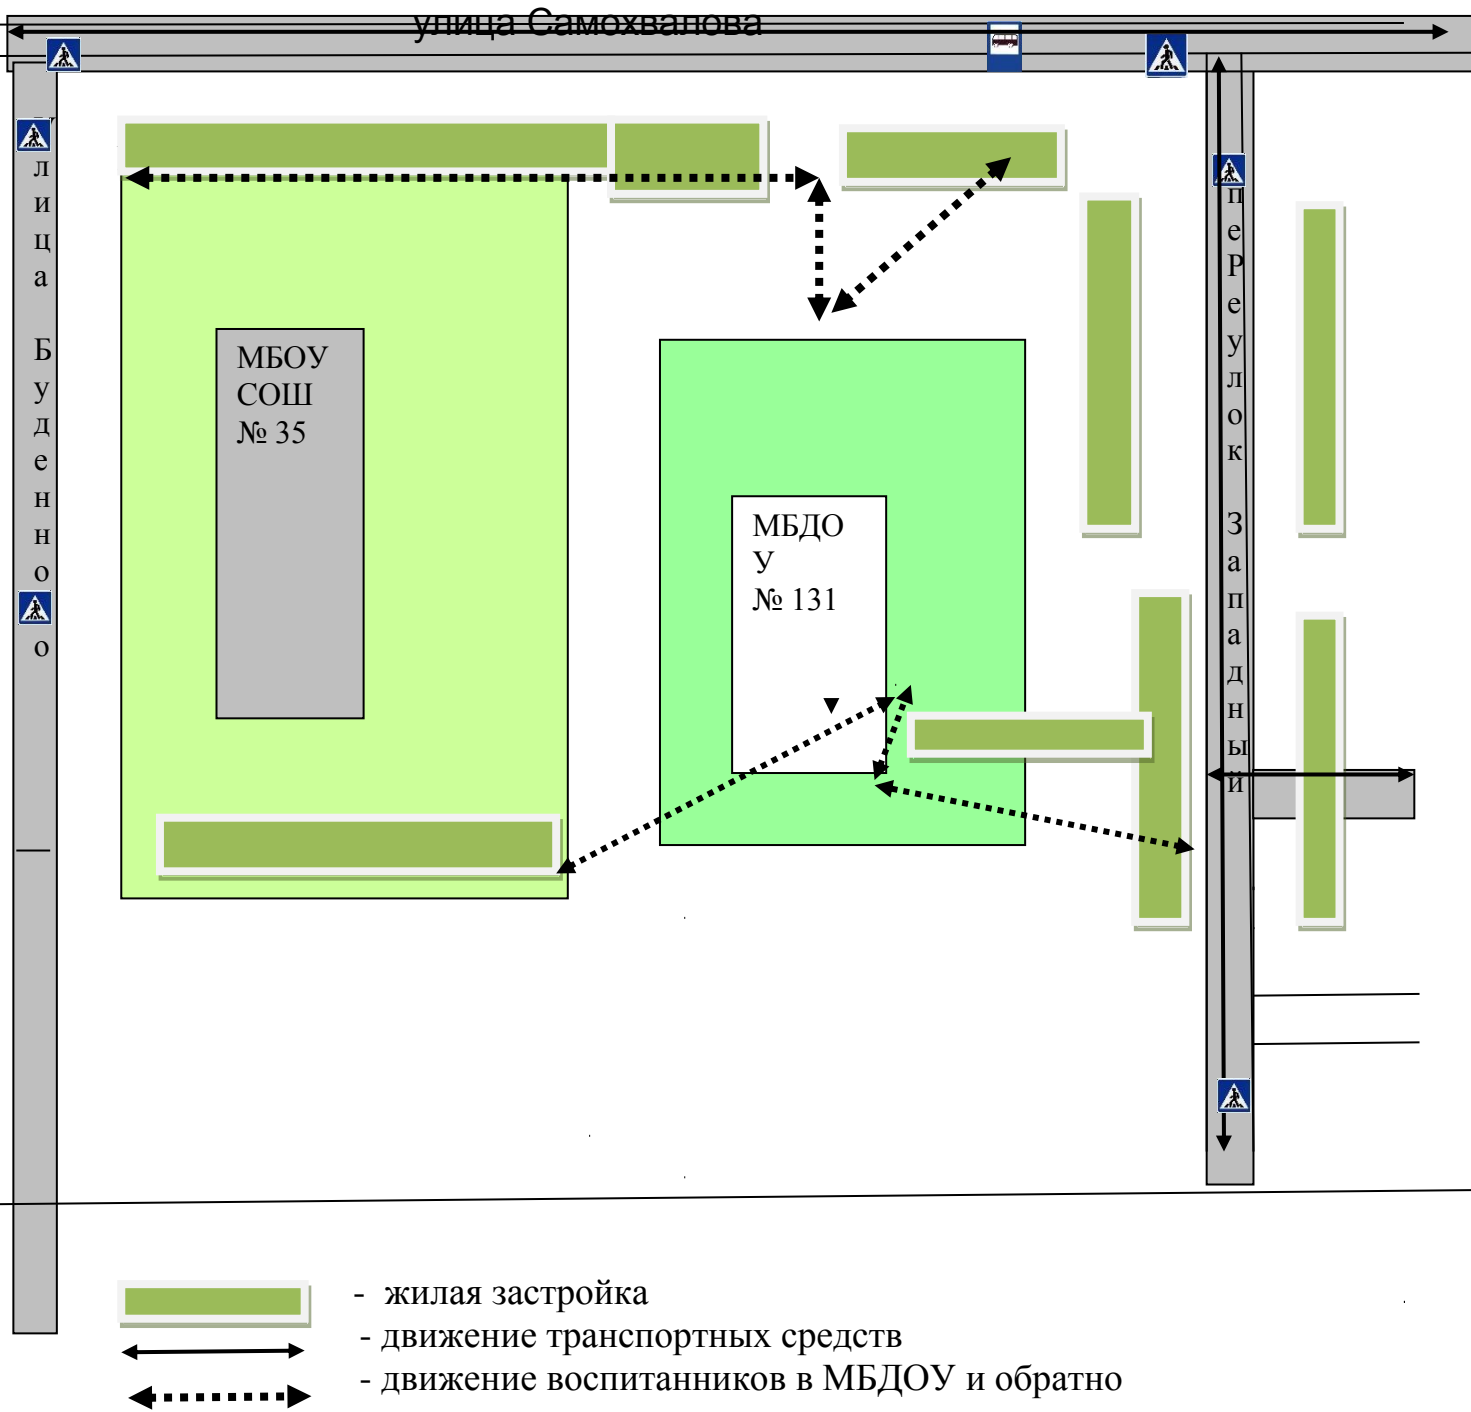 улица Самохвалова
улица Буденного
пеРеулок Западный
МБОУ
СОШ
№ 35
МБДО
У
№ 131
- жилая застройка
- движение транспортных средств
- движение воспитанников в МБДОУ и обратно